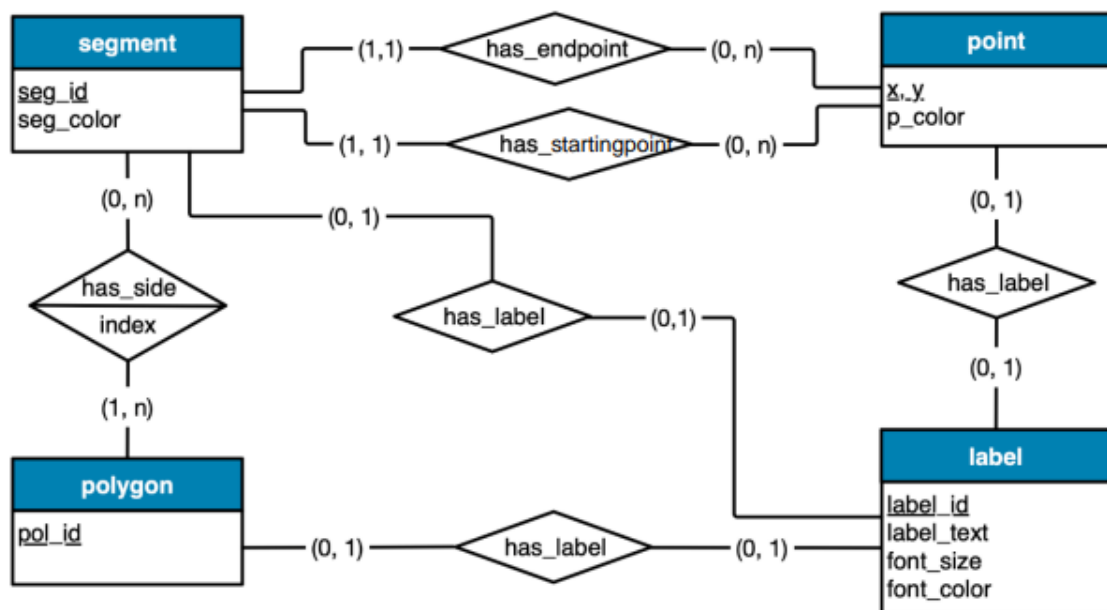 segment
seg_id
seg_color
(1,1)
has_endpoint
(0, n)
point
x, y
p_color
(1, 1)
has_startingpoint
(0, n)
(0, n)
(0, 1)
(0, 1)
has_side
index
has_label
(0,1)
has_label
(1, n)
(0, 1)
polygon
pol_id
(0, 1)
has_label
(0, 1)
label
label_id
label_text
font_size
font_color